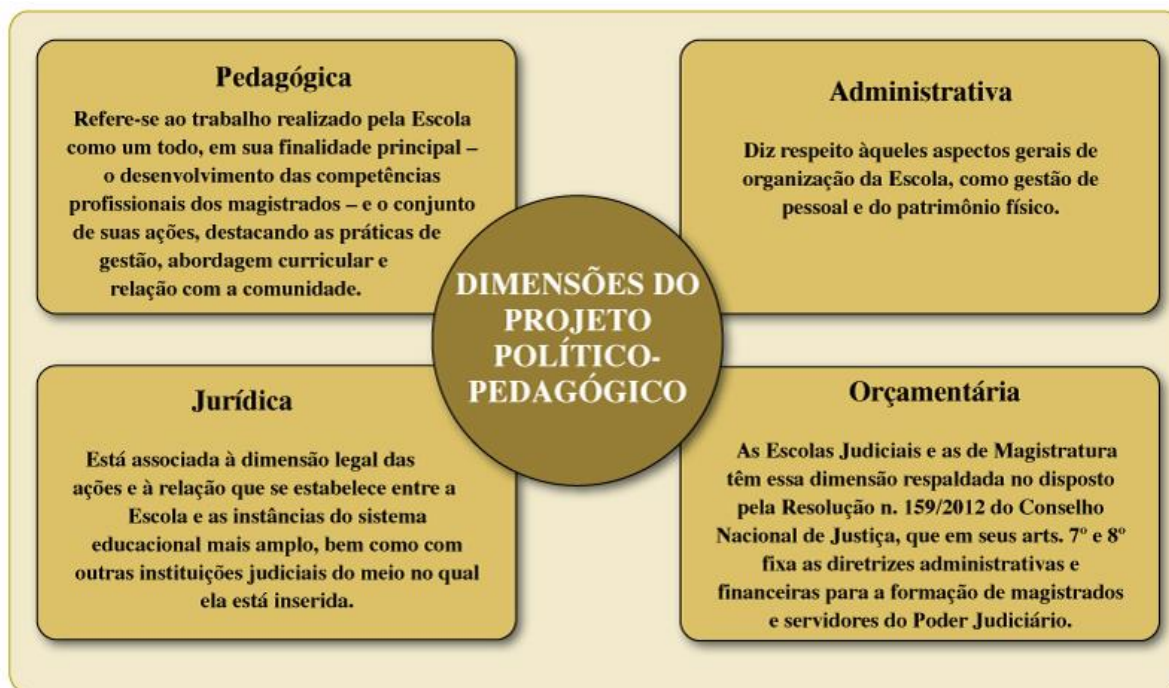 Pedagógica
Refere-se ao trabalho realizado pela Escola
como um todo, em sua finalidade principal –
o desenvolvimento das competências
profissionais dos magistrados – e o conjunto
de suas ações, destacando as práticas de
gestão, abordagem curricular e
relação com a comunidade.
Administrativa
Diz respeito àqueles aspectos gerais de
organização da Escola, como gestão de
pessoal e do patrimônio físico.
DIMENSÕES DO
PROJETO
POLÍTICO-
PEDAGÓGICO
Jurídica
Está associada à dimensão legal das
ações e à relação que se estabelece entre a
Escola e as instâncias do sistema
educacional mais amplo, bem como com
outras instituições judiciais do meio no qual
ela está inserida.
Orçamentária
As Escolas Judiciais e as de Magistratura
têm essa dimensão respaldada no disposto
pela Resolução n. 159/2012 do Conselho
Nacional de Justiça, que em seus arts. 7º e 8º
fixa as diretrizes administrativas e
financeiras para a formação de magistrados
e servidores do Poder Judiciário.